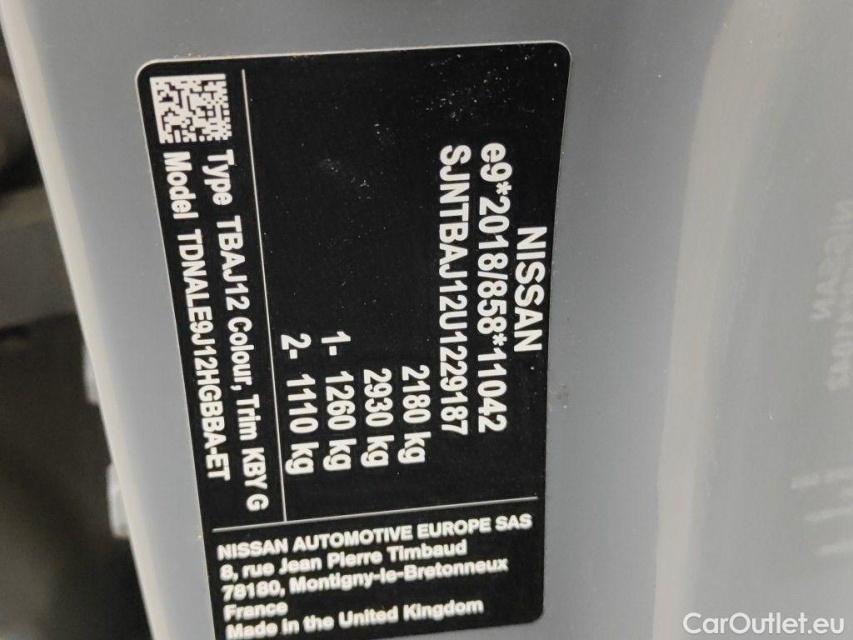 NISSAN
e9*2018/858*11042
SJNTBAJ12U1229187
2180 kg
2930 kg
1- 1260 kg
2- 1110 kg
Type TBAJ12 Colour, Trim KBY G
Model TDNALE9J12HGBBA-ET
NISSAN AUTOMOTIVE EUROPE SAS
8, rue Jean Pierre Timbaud
78180, Montigny-le-Bretonneux
France
Made in the United Kingdom
CarOutlet.eu